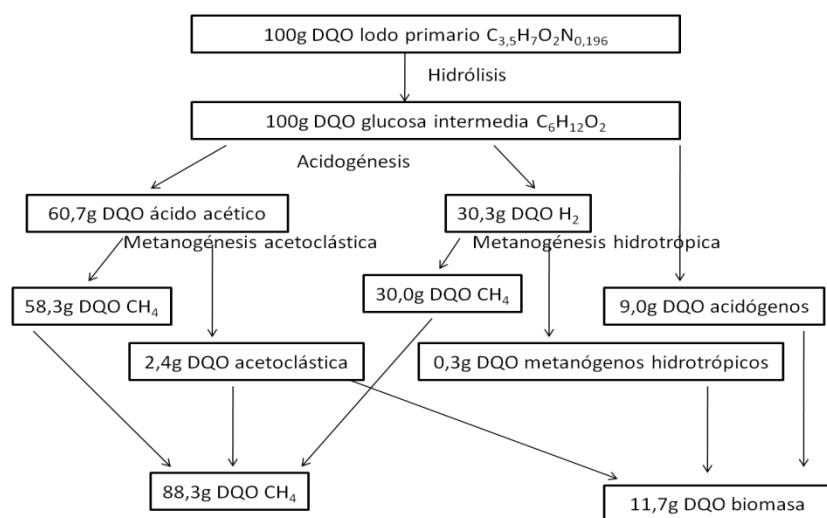 100g DQO lodo primario C₃,₅H₇O₂N₀,₁₉₆
Hidrólisis
100g DQO glucosa intermedia C₆H₁₂O₂
Acidogénesis
60,7g DQO ácido acético
30,3g DQO H₂
Metanogénesis acetoclástica
Metanogénesis hidrotrópica
58,3g DQO CH₄
30,0g DQO CH₄
9,0g DQO acidógenos
2,4g DQO acetoclástica
0,3g DQO metanógenos hidrotrópicos
88,3g DQO CH₄
11,7g DQO biomasa